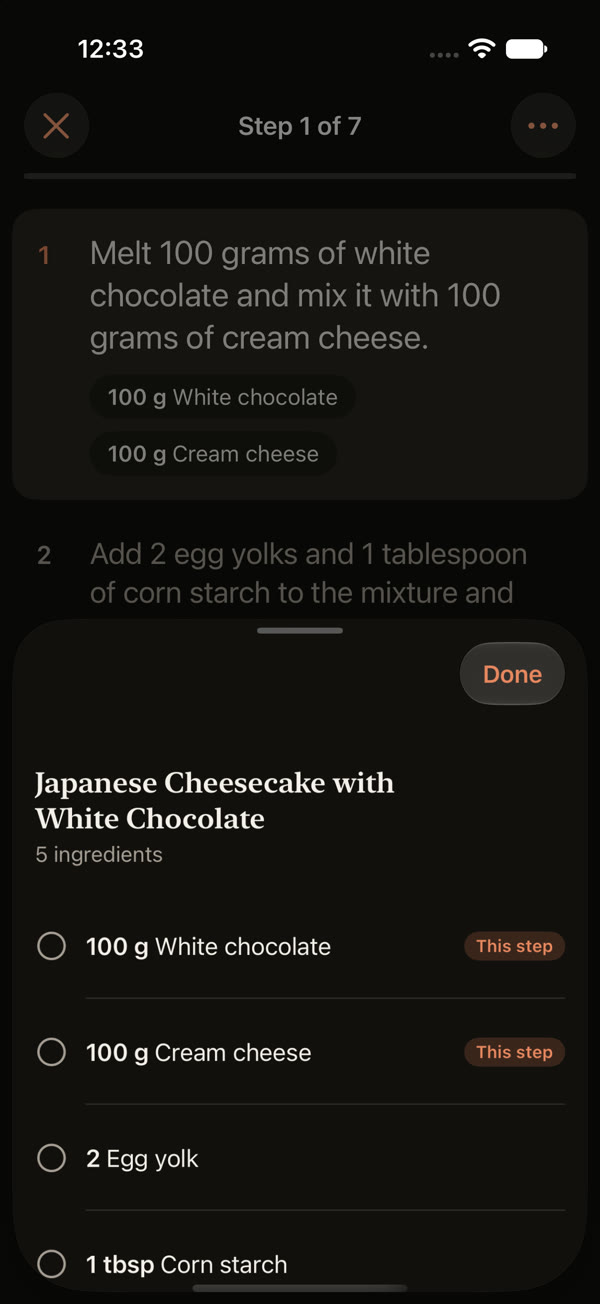 12:33
Step 1 of 7
1
Melt 100 grams of white
chocolate and mix it with 100
grams of cream cheese.
100 g White chocolate
100 g Cream cheese
2
Add 2 egg yolks and 1 tablespoon
of corn starch to the mixture and
Done
Japanese Cheesecake with
White Chocolate
5 ingredients
100 g White chocolate This step
100 g Cream cheese This step
2 Egg yolk
1 tbsp Corn starch